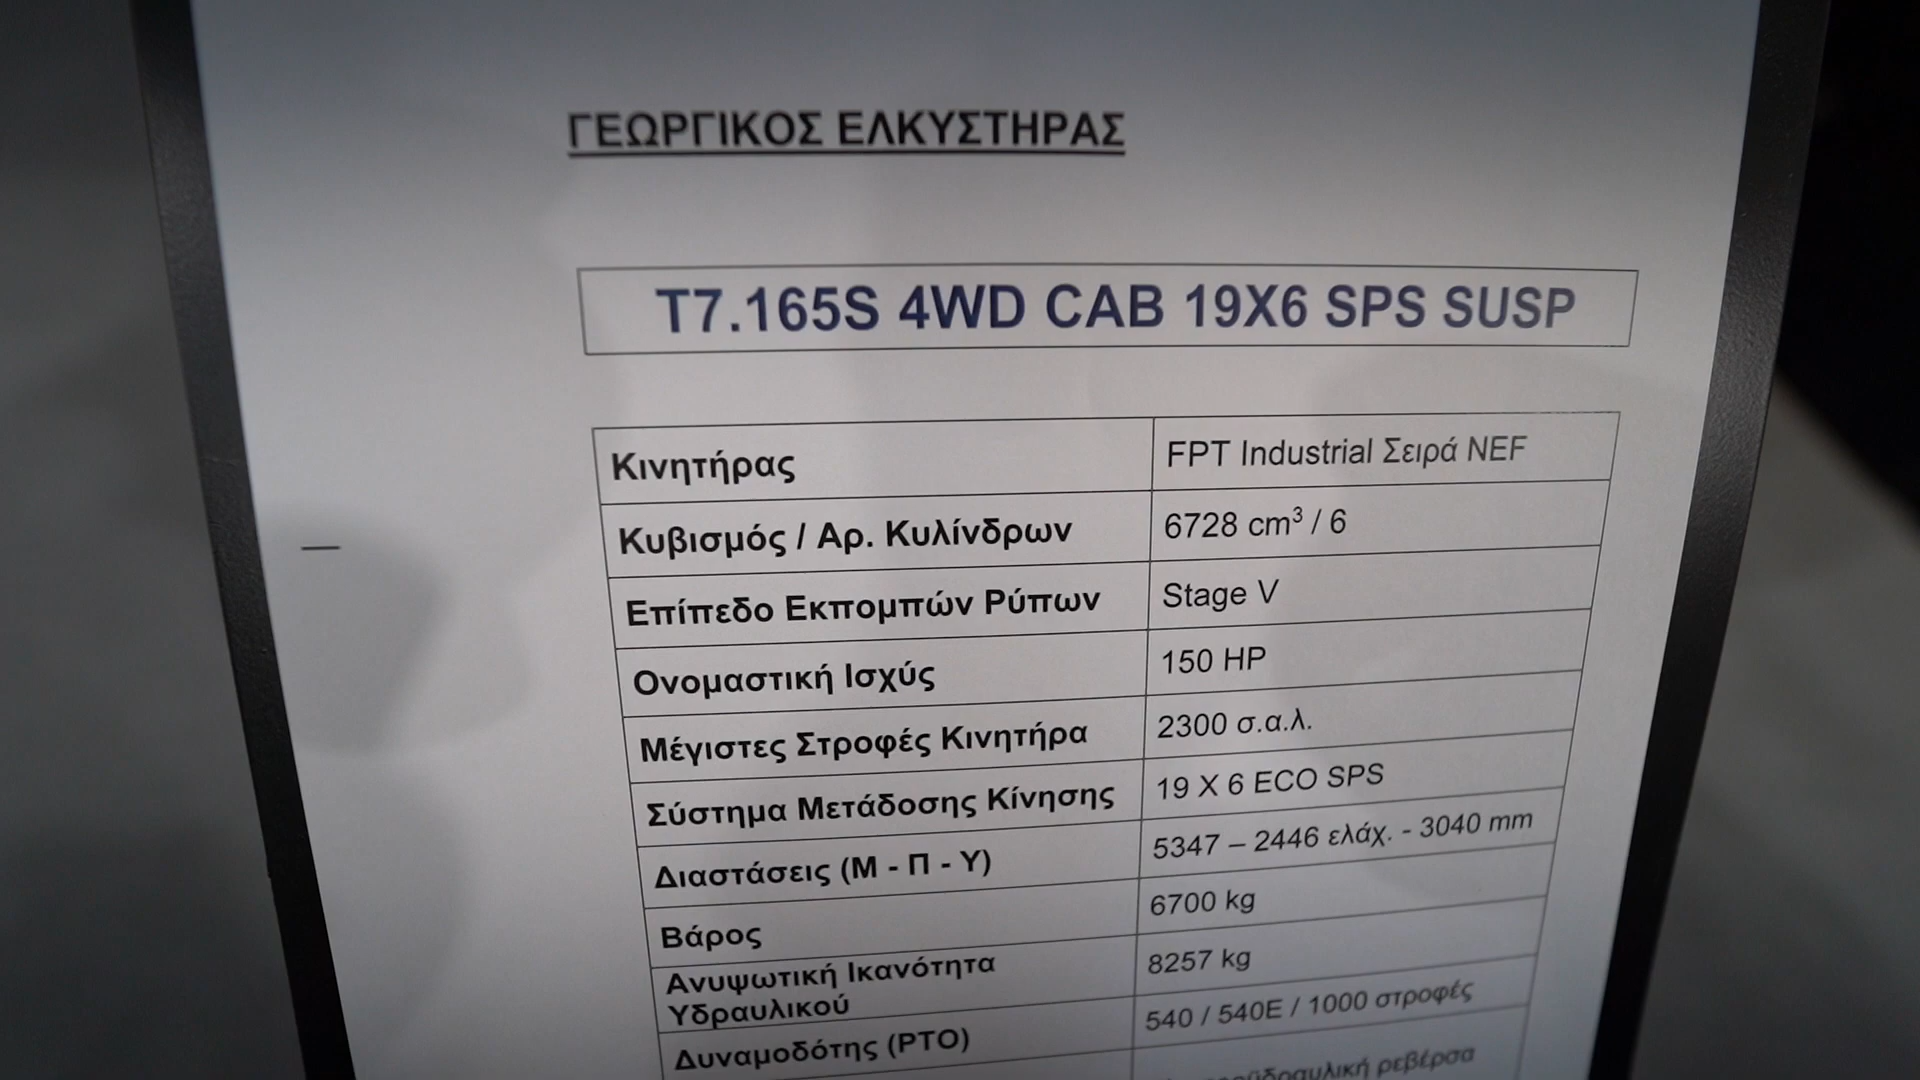 ΓΕΩΡΓΙΚΟΣ ΕΛΚΥΣΤΗΡΑΣ
T7.165S 4WD CAB 19X6 SPS SUSP
Κινητήρας FPT Industrial Σειρά NEF
Κυβισμός / Αρ. Κυλίνδρων 6728 cm³ / 6
Επίπεδο Εκπομπών Ρύπων Stage V
Ονομαστική Ισχύς 150 HP
Μέγιστες Στροφές Κινητήρα 2300 σ.α.λ.
Σύστημα Μετάδοσης Κίνησης 19 X 6 ECO SPS
Διαστάσεις (Μ - Π - Υ) 5347 – 2446 ελάχ. - 3040 mm
Βάρος 6700 kg
Ανυψωτική Ικανότητα
Υδραυλικού 8257 kg
Δυναμοδότης (PTO) 540 / 540E / 1000 στροφές
ρεβέρσα